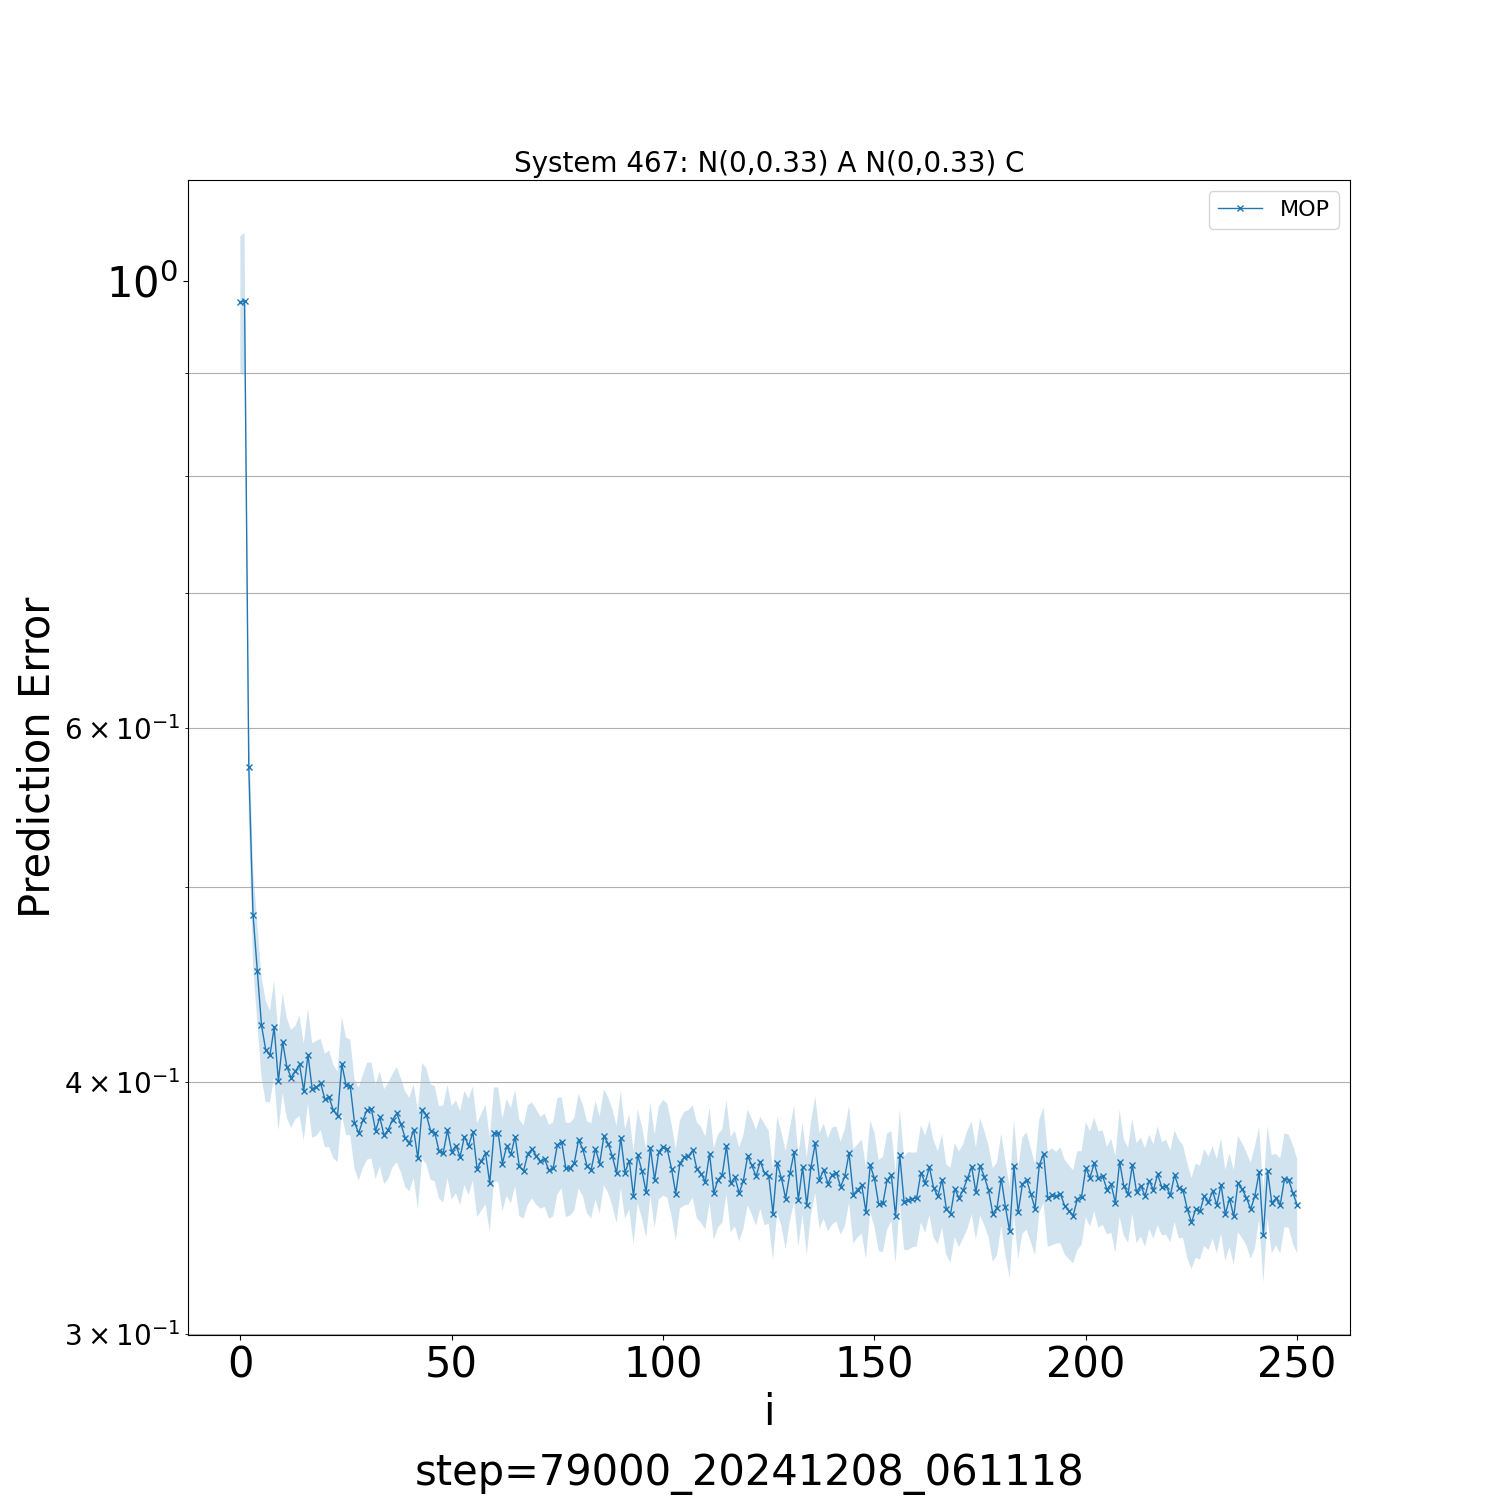 System 467: N(0,0.33) A N(0,0.33) C
MOP
10⁰
6 × 10⁻¹
4 × 10⁻¹
3 × 10⁻¹
Prediction Error
0 50 100 150 200 250
i
step=79000_20241208_061118